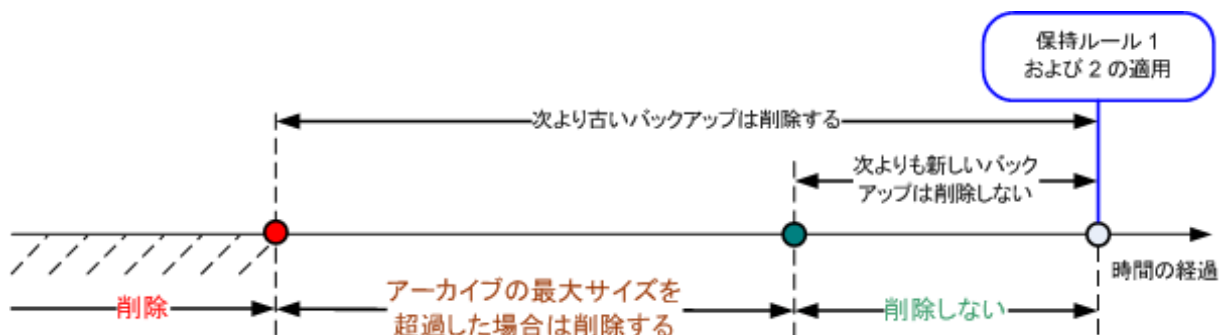 保持ルール 1
および 2 の適用
次より古いバックアップは削除する
次よりも新しいバック
アップは削除しない
時間の経過
削除
アーカイブの最大サイズを
超過した場合は削除する
削除しない